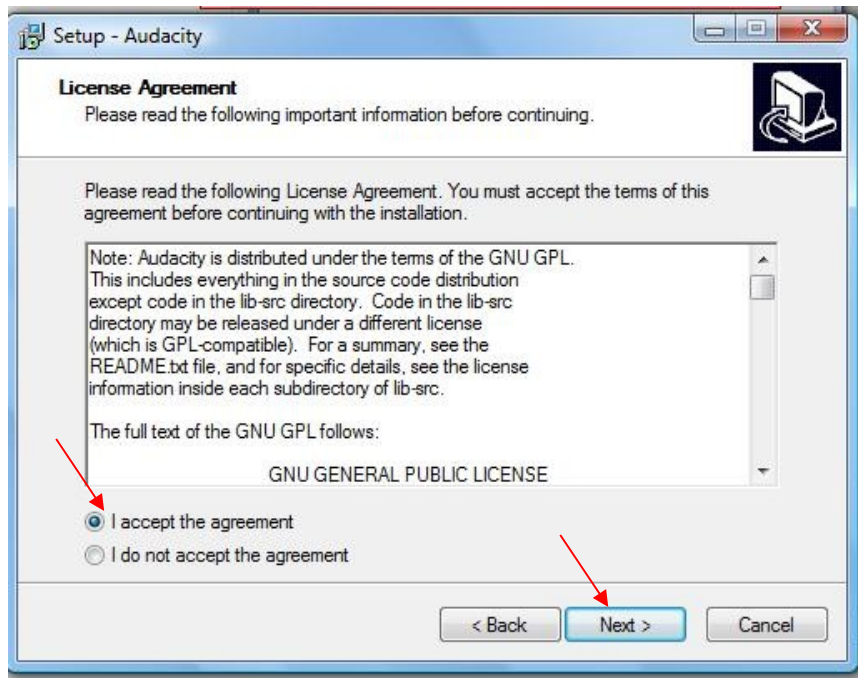 Setup - Audacity
License Agreement
Please read the following important information before continuing.
Please read the following License Agreement. You must accept the terms of this
agreement before continuing with the installation.
Note: Audacity is distributed under the terms of the GNU GPL.
This includes everything in the source code distribution
except code in the lib-src directory. Code in the lib-src
directory may be released under a different license
(which is GPL-compatible). For a summary, see the
README.txt file, and for specific details, see the license
information inside each subdirectory of lib-src.
The full text of the GNU GPL follows:
GNU GENERAL PUBLIC LICENSE
I accept the agreement
I do not accept the agreement
< Back Next > Cancel